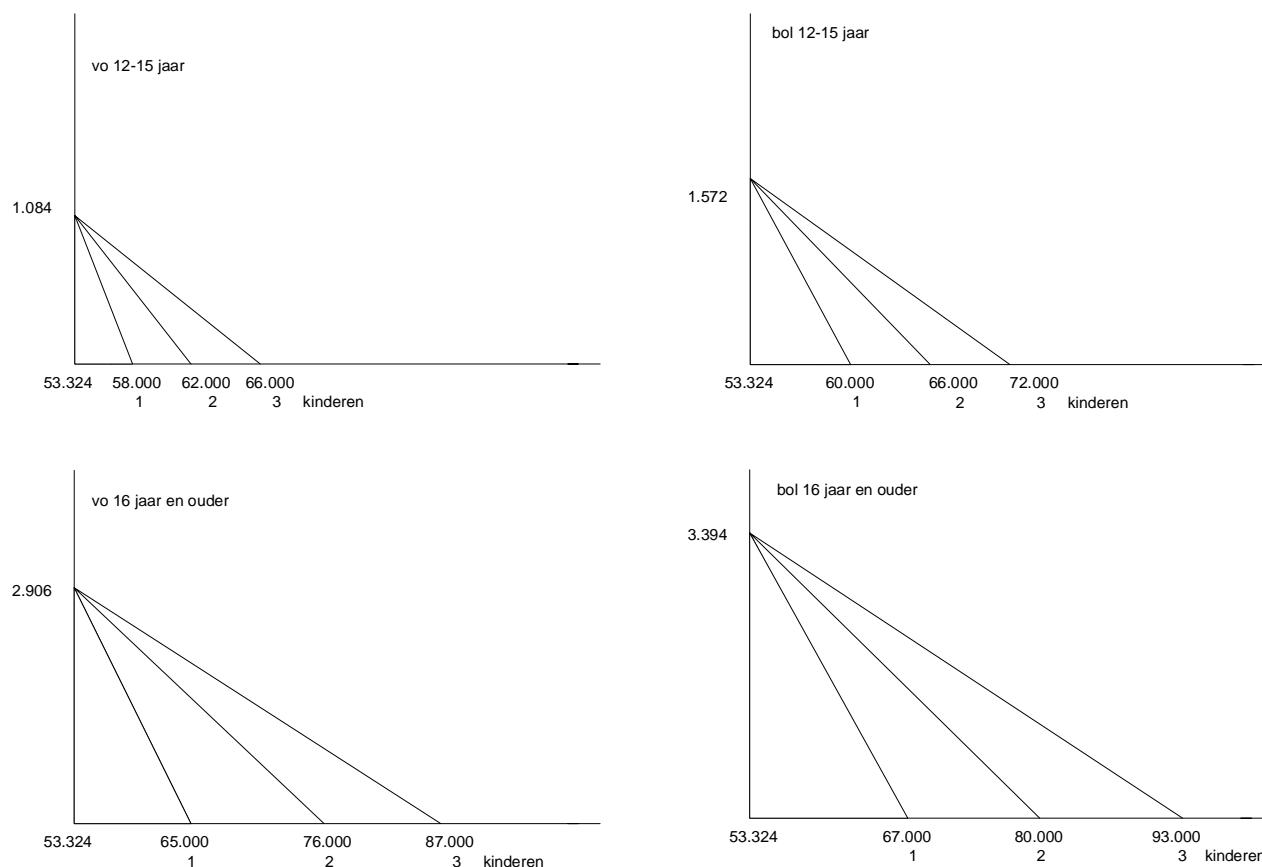 vo 12-15 jaar
1.084
53.324 58.000 62.000 66.000
1 2 3 kinderen
bol 12-15 jaar
1.572
53.324 60.000 66.000 72.000
1 2 3 kinderen
vo 16 jaar en ouder
2.906
53.324 65.000 76.000 87.000
1 2 3 kinderen
bol 16 jaar en ouder
3.394
53.324 67.000 80.000 93.000
1 2 3 kinderen